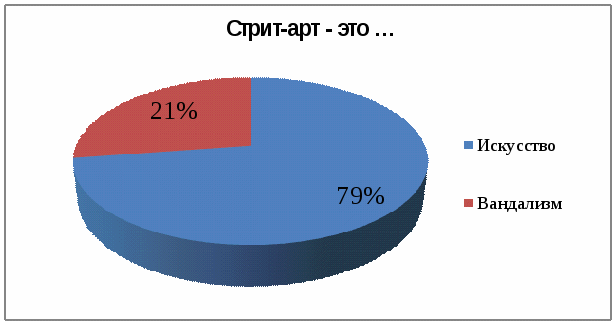 Стрит-арт - это ...
21%
79%
Искусство
Вандализм